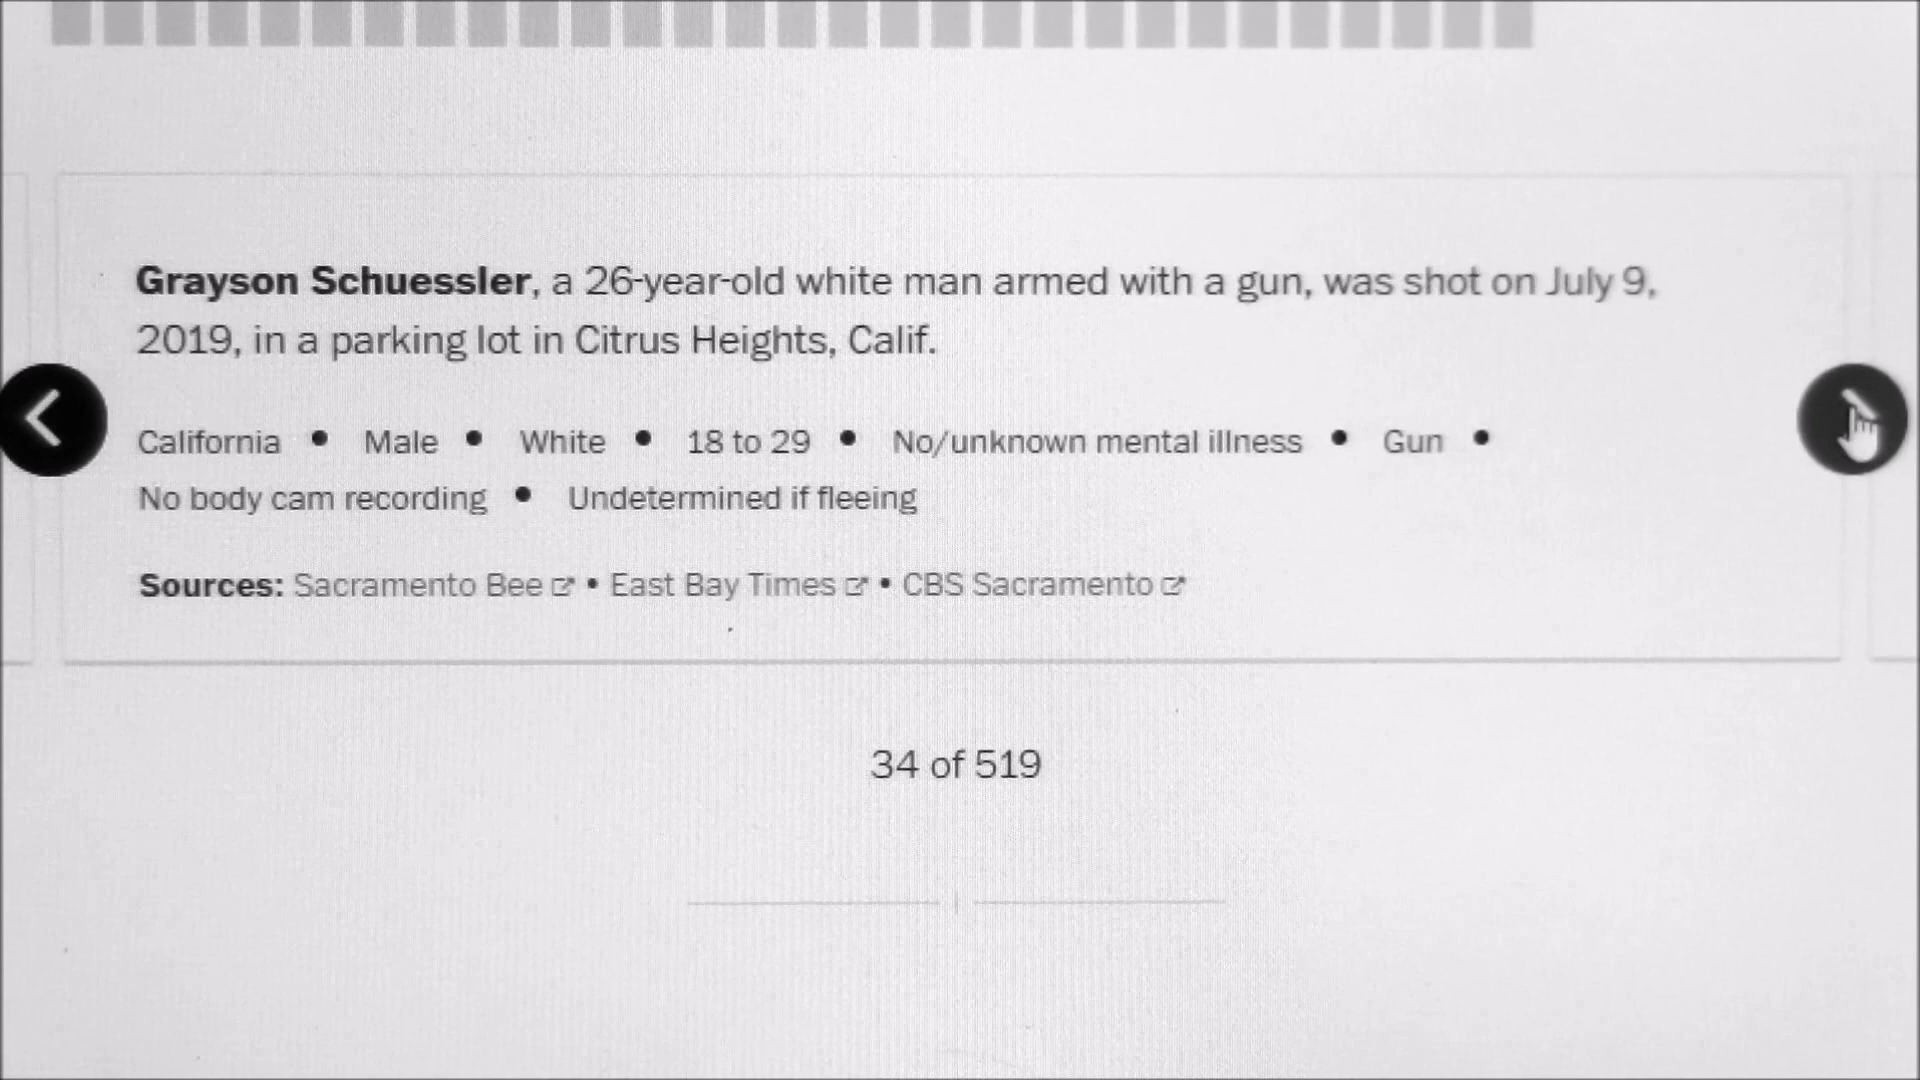 Grayson Schuessler, a 26-year-old white man armed with a gun, was shot on July 9,
2019, in a parking lot in Citrus Heights, Calif.
California • Male • White • 18 to 29 • No/unknown mental illness • Gun •
No body cam recording • Undetermined if fleeing
Sources: Sacramento Bee • East Bay Times • CBS Sacramento
34 of 519